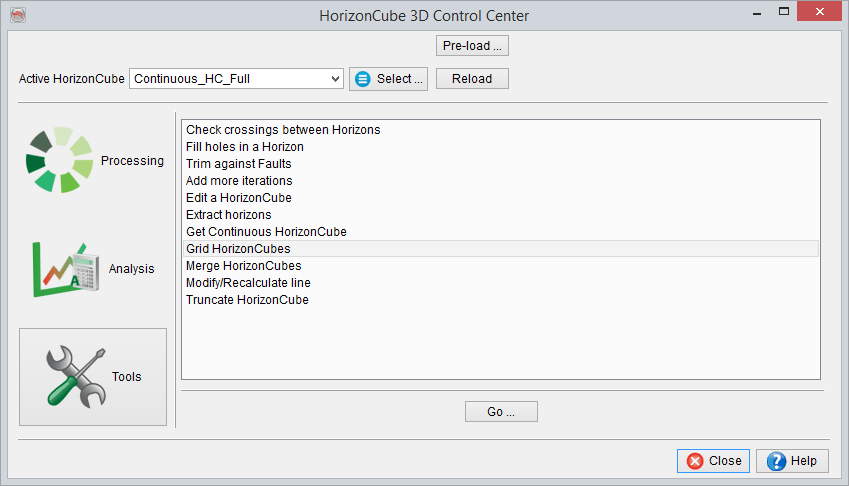 HorizonCube 3D Control Center
Pre-load ...
Active HorizonCube Continuous_HC_Full Select ... Reload
Processing
Analysis
A
Tools
Check crossings between Horizons
Fill holes in a Horizon
Trim against Faults
Add more iterations
Edit a HorizonCube
Extract horizons
Get Continuous HorizonCube
Grid HorizonCubes
Merge HorizonCubes
Modify/Recalculate line
Truncate HorizonCube
Go ...
Close ? Help